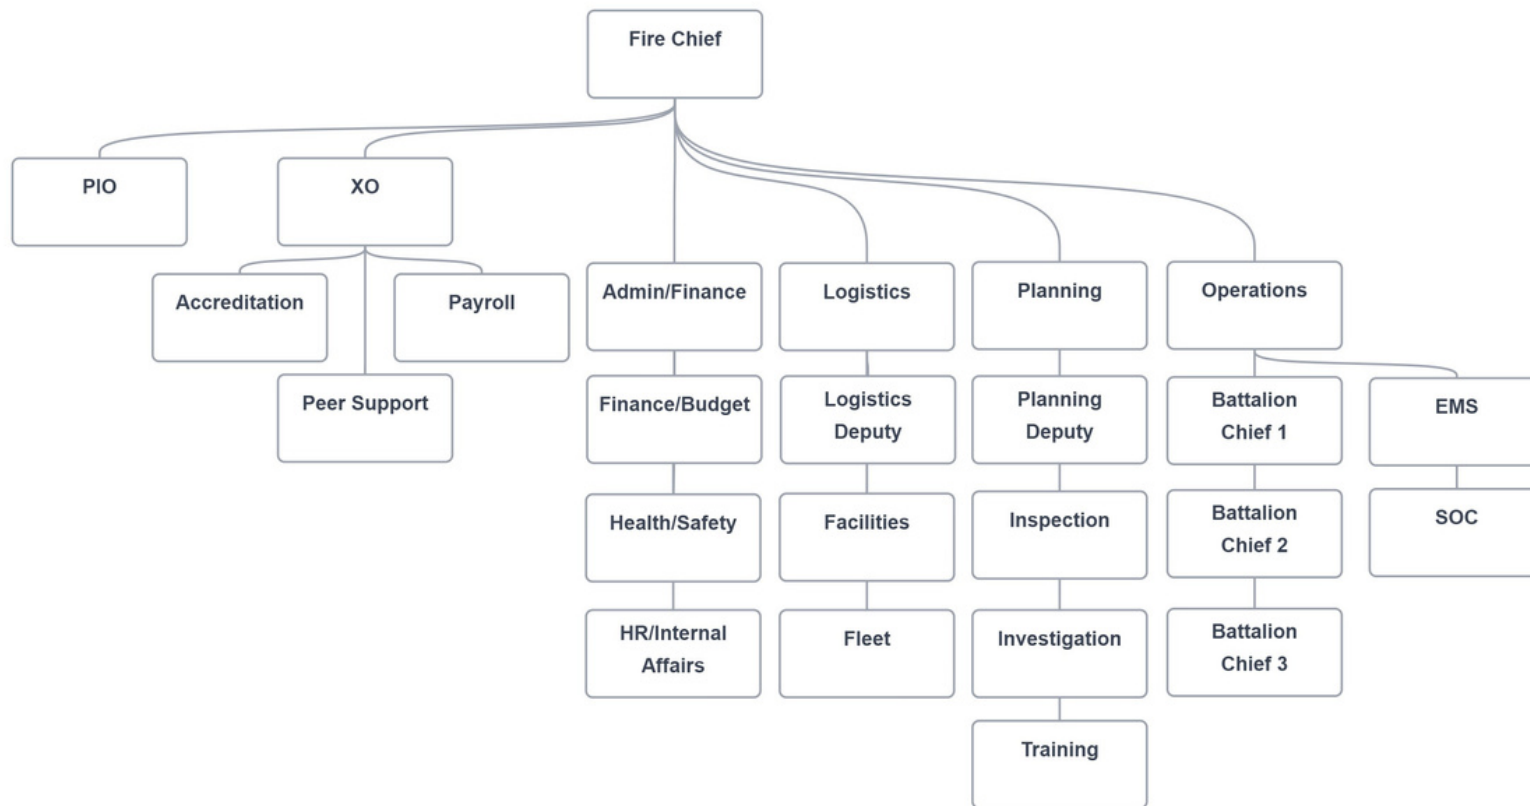 Fire Chief
PIO
XO
Accreditation
Payroll
Peer Support
Admin/Finance
Logistics
Planning
Operations
Finance/Budget
Logistics
Deputy
Planning
Deputy
Battalion
Chief 1
EMS
Health/Safety
Facilities
Inspection
Battalion
Chief 2
SOC
HR/Internal
Affairs
Fleet
Investigation
Battalion
Chief 3
Training